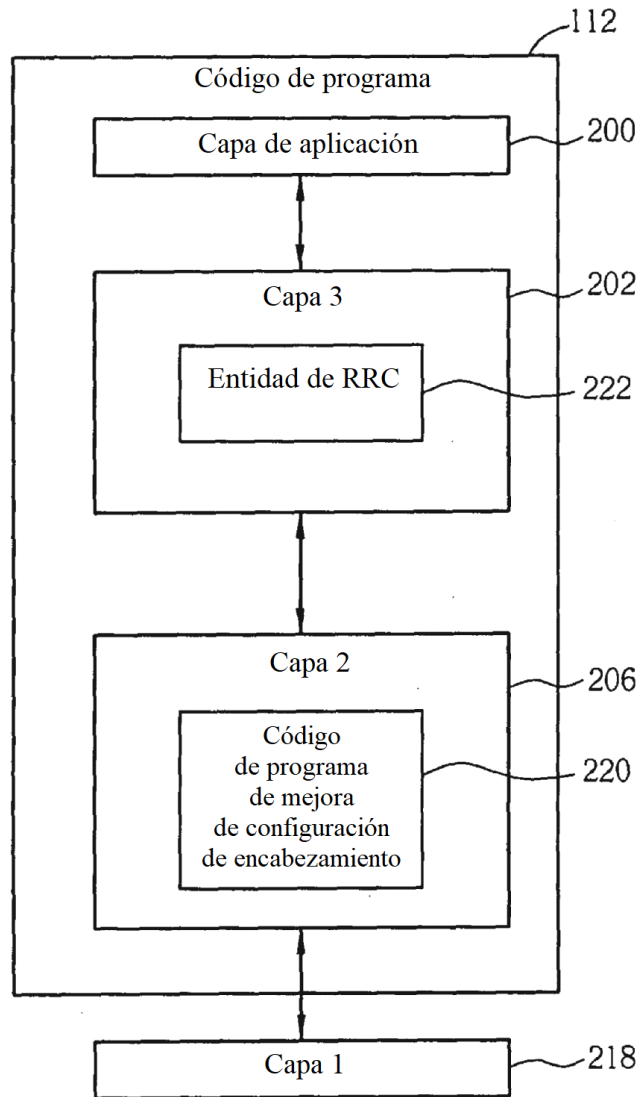 112
Código de programa
Capa de aplicación
200
Capa 3
202
Entidad de RRC
222
Capa 2
206
Código
de programa
de mejora
de configuración
de encabezamiento
220
Capa 1
218